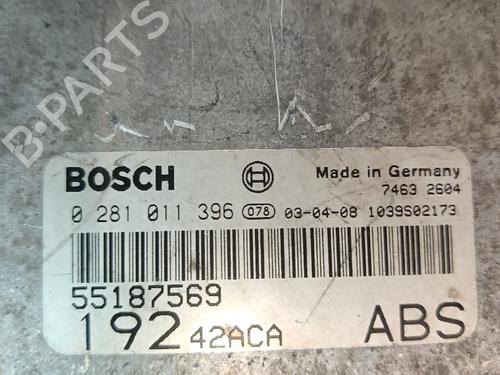 B-PARTS
BOSCH Made in Germany
7463 2604
0 281 011 396 078 03-04-08 1039S02173
55187569
192 42ACA ABS